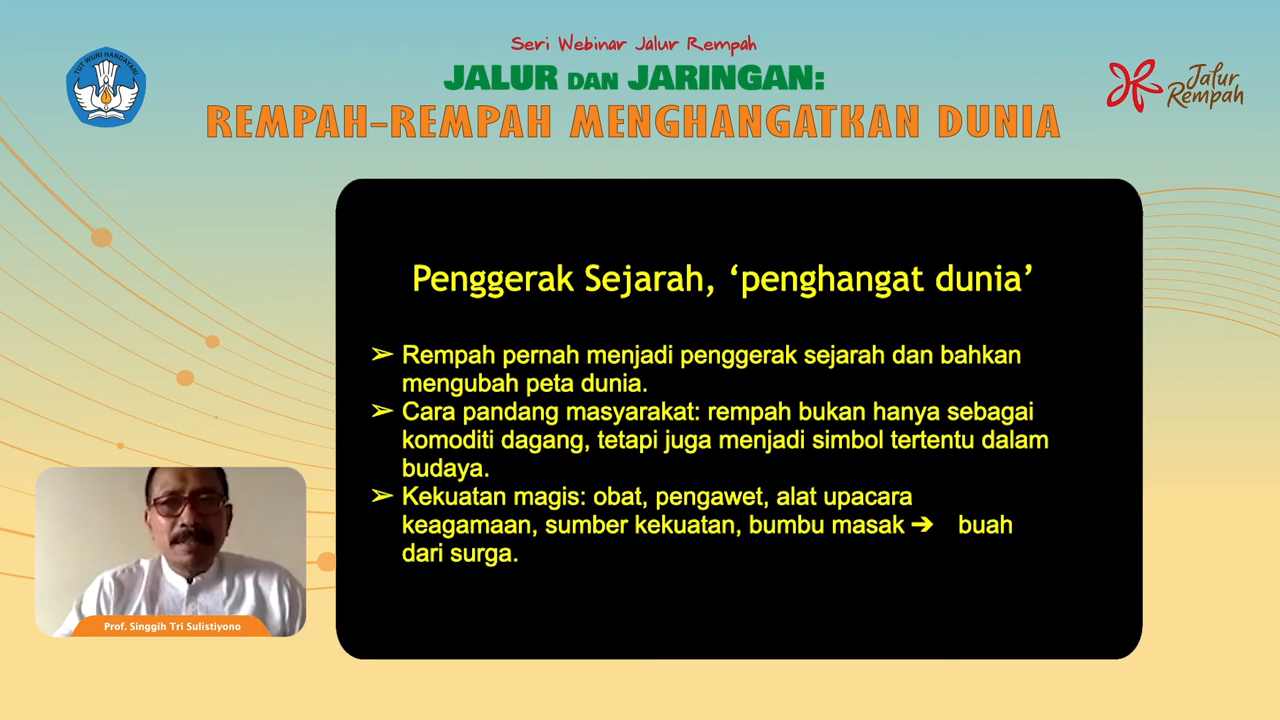 Seri Webinar Jalur Rempah
JALUR DAN JARINGAN:
REMPAH-REMPAH MENGHANGATKAN DUNIA
TUT WURI HANDAYANI
Jalur
Rempah
Penggerak Sejarah, ‘penghangat dunia’
➢ Rempah pernah menjadi penggerak sejarah dan bahkan
mengubah peta dunia.
➢ Cara pandang masyarakat: rempah bukan hanya sebagai
komoditi dagang, tetapi juga menjadi simbol tertentu dalam
budaya.
➢ Kekuatan magis: obat, pengawet, alat upacara
keagamaan, sumber kekuatan, bumbu masak ➔ buah
dari surga.
Prof. Singgih Tri Sulistiyono